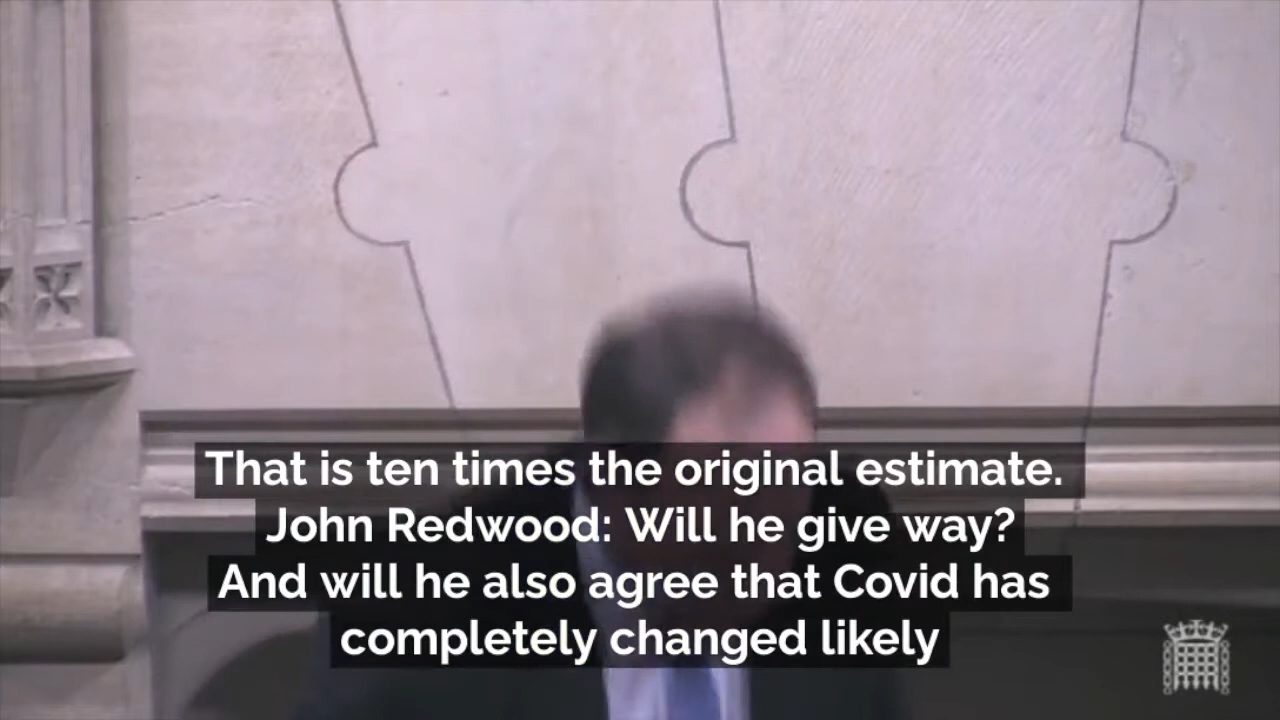 That is ten times the original estimate.
John Redwood: Will he give way?
And will he also agree that Covid has
completely changed likely